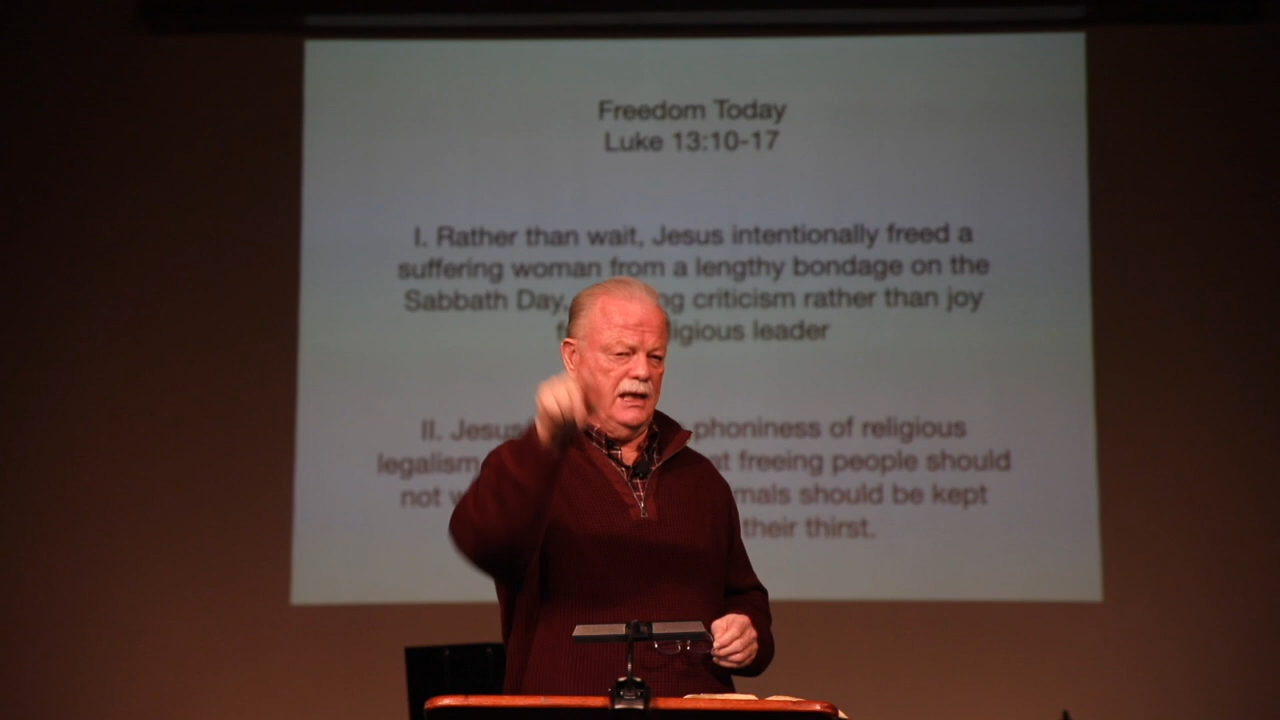 Freedom Today
Luke 13:10-17
I. Rather than wait, Jesus intentionally freed a
suffering woman from a lengthy bondage on the
Sabbath Day, criticism rather than joy
leader
II. phoniness of religious
legalism freeing people should
not should be kept
their thirst.